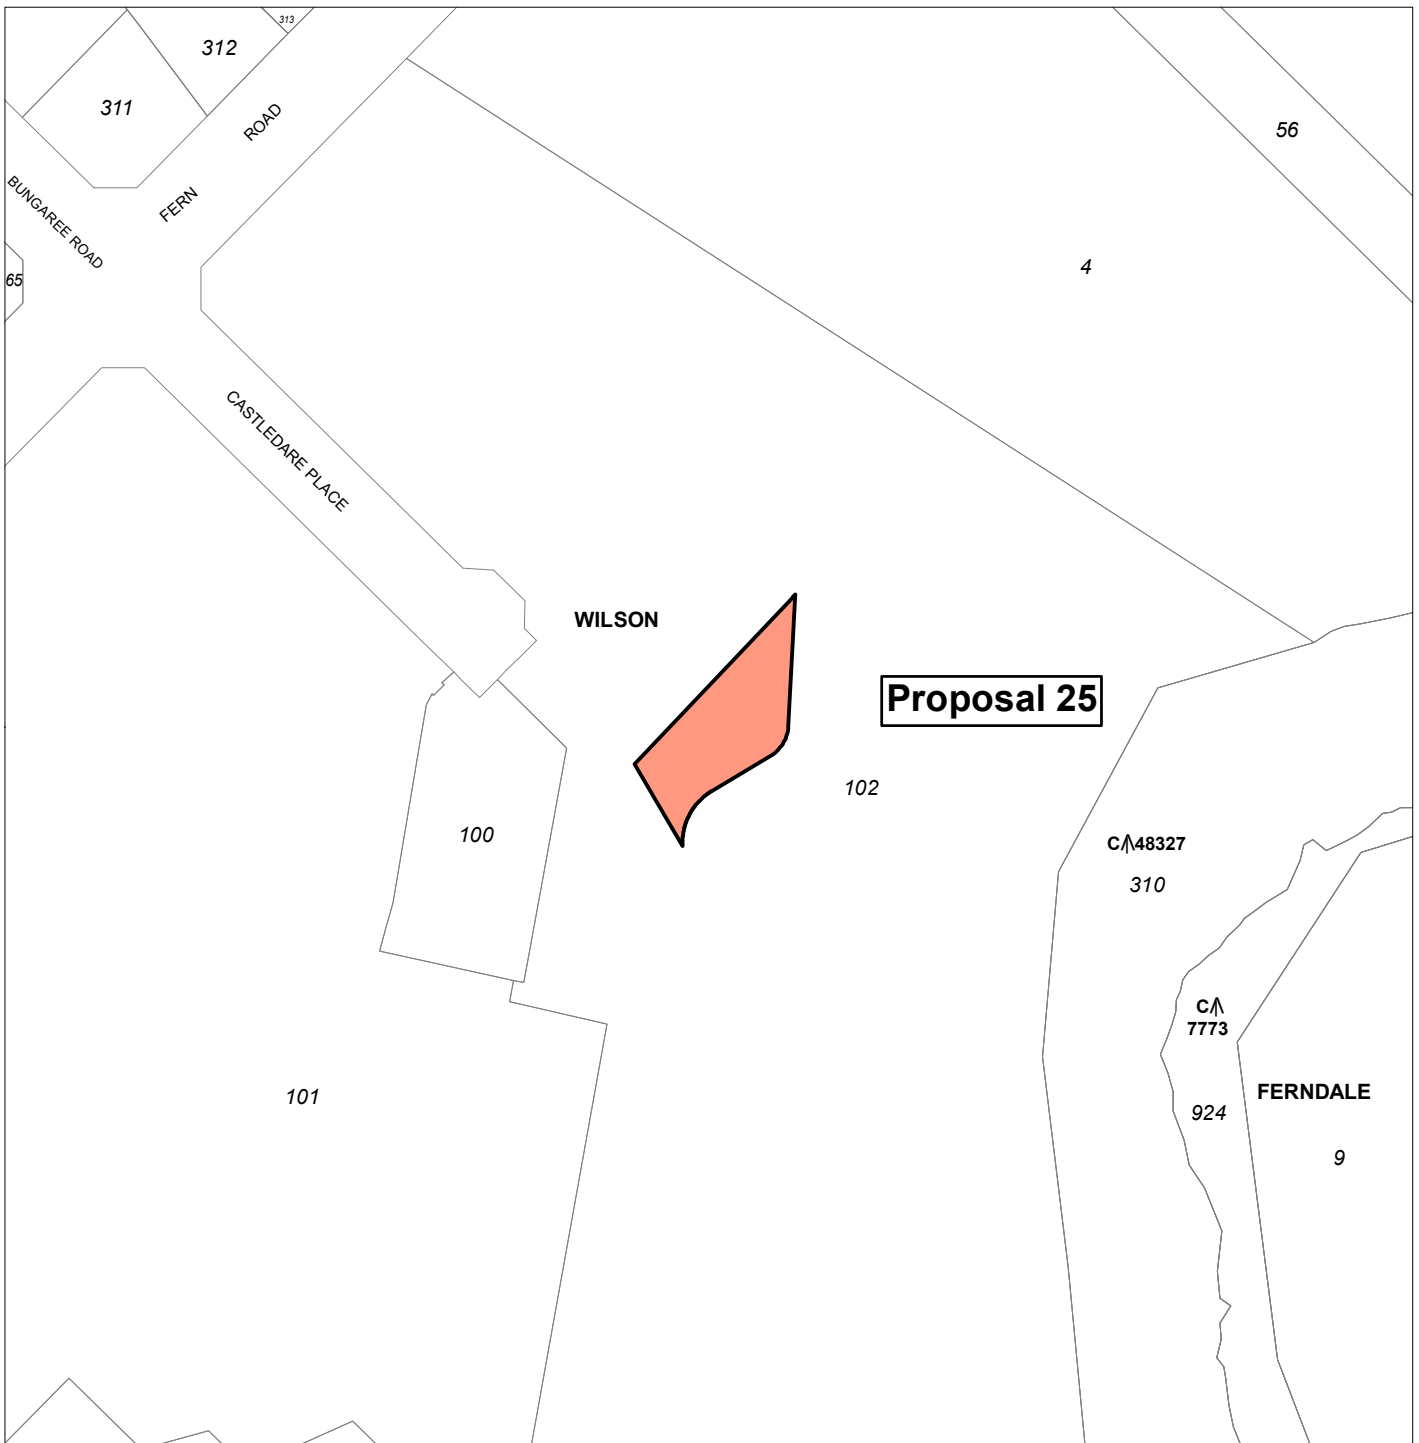 313
312
311
ROAD
56
FERN
BUNGAREE ROAD
65
4
CASTLEDARE PLACE
WILSON
Proposal 25
102
100
C 48327
310
C
7773
FERNDALE
101
924
9